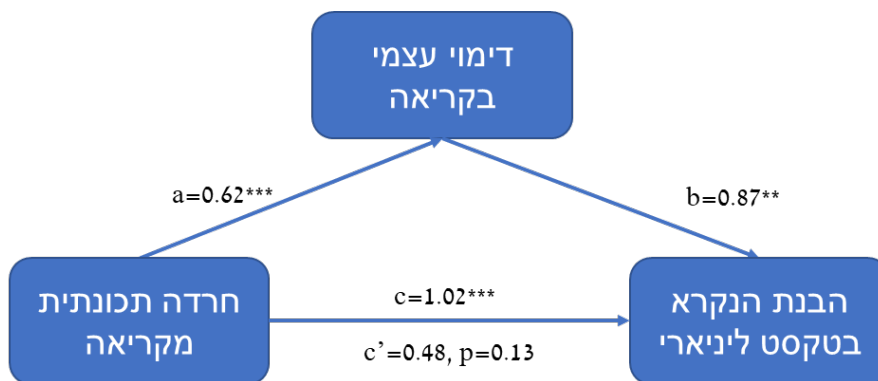 דימוי עצמי
בקריאה
a=0.62***
b=0.87**
חרדה תכונתית
מקריאה
c=1.02***
c’=0.48, p=0.13
הבנת הנקרא
בטקסט ליניארי